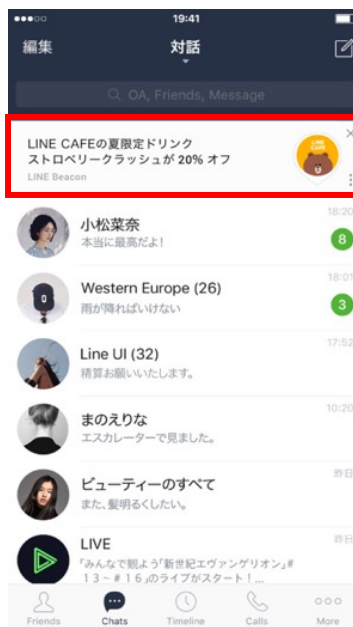 19:41
編集
対話
OA, Friends, Message
LINE CAFEの夏限定ドリンク
ストロベリークラッシュが 20% オフ
LINE Beacon
LINE CAFE
小松菜奈
18:20
本当に最高だよ!
8
Western Europe (26)
18:01
雨が降ればいけない
3
Line UI (32)
17:52
精算お願いいたします。
まのえりな
10:20
エスカレーターで見ました。
ビューティーのすべて
昨日
また、髪明るくしたい。
LIVE
昨日
「みんなで観よう「新世紀エヴァンゲリオン」#
13~#16」のライブがスタート!...
Friends
Chats
Timeline
Calls
More